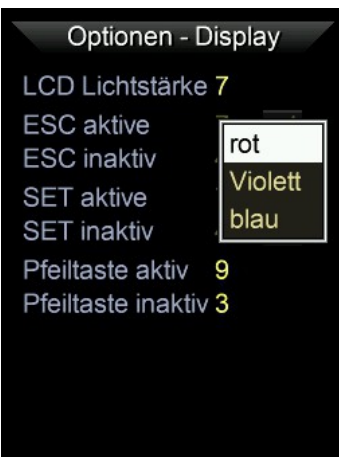 Optionen - Display
LCD Lichtstärke 7
ESC aktive
ESC inaktiv
SET aktive
SET inaktiv
rot
Violett
blau
Pfeiltaste aktiv 9
Pfeiltaste inaktiv 3